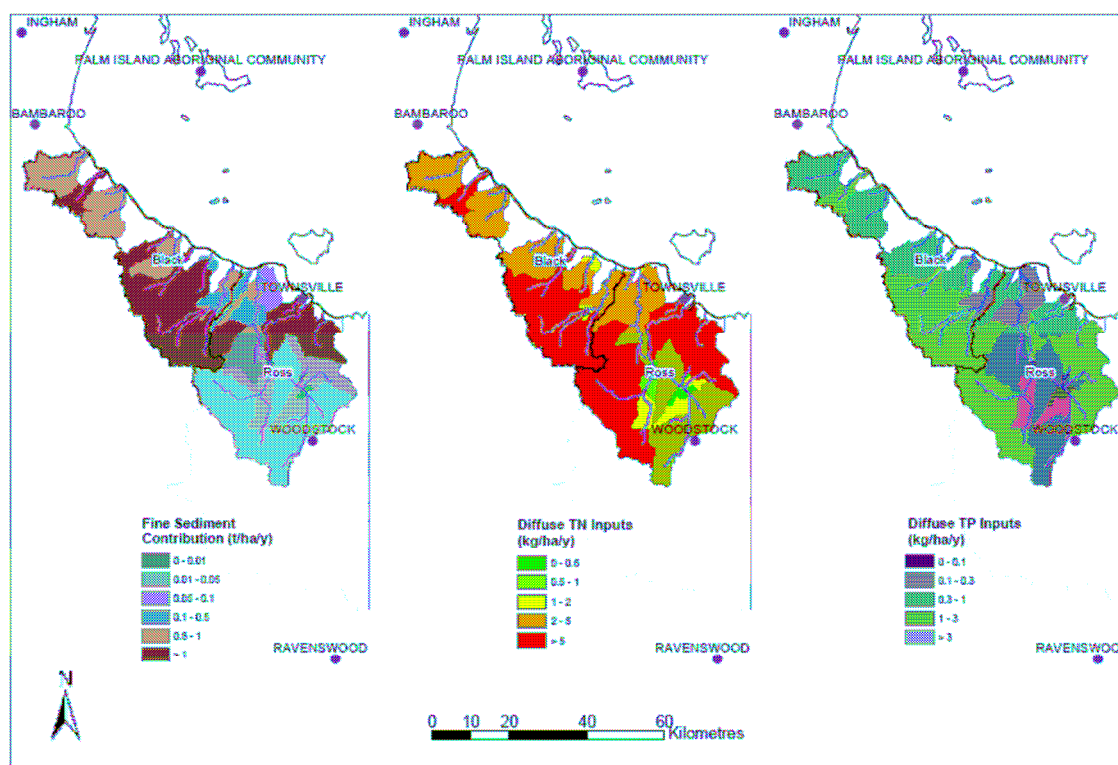 INGHAM
PALM ISLAND ABORIGINAL COMMUNITY
BAMBAROO
Black
TOWNSVILLE
Ross
WOODSTOCK
Fine Sediment
Contribution (t/ha/y)
0 - 0.01
0.01 - 0.05
0.05 - 0.1
0.1 - 0.5
0.5 - 1
> 1
RAVENSWOOD
INGHAM
PALM ISLAND ABORIGINAL COMMUNITY
BAMBAROO
Black
TOWNSVILLE
Ross
WOODSTOCK
Diffuse TN Inputs
(kg/ha/y)
0 - 0.5
0.5 - 1
1 - 2
2 - 5
> 5
RAVENSWOOD
INGHAM
PALM ISLAND ABORIGINAL COMMUNITY
BAMBAROO
Black
TOWNSVILLE
Ross
WOODSTOCK
Diffuse TP Inputs
(kg/ha/y)
0 - 0.1
0.1 - 0.3
0.3 - 1
1 - 3
> 3
RAVENSWO
N
0 10 20 40 60
Kilometres